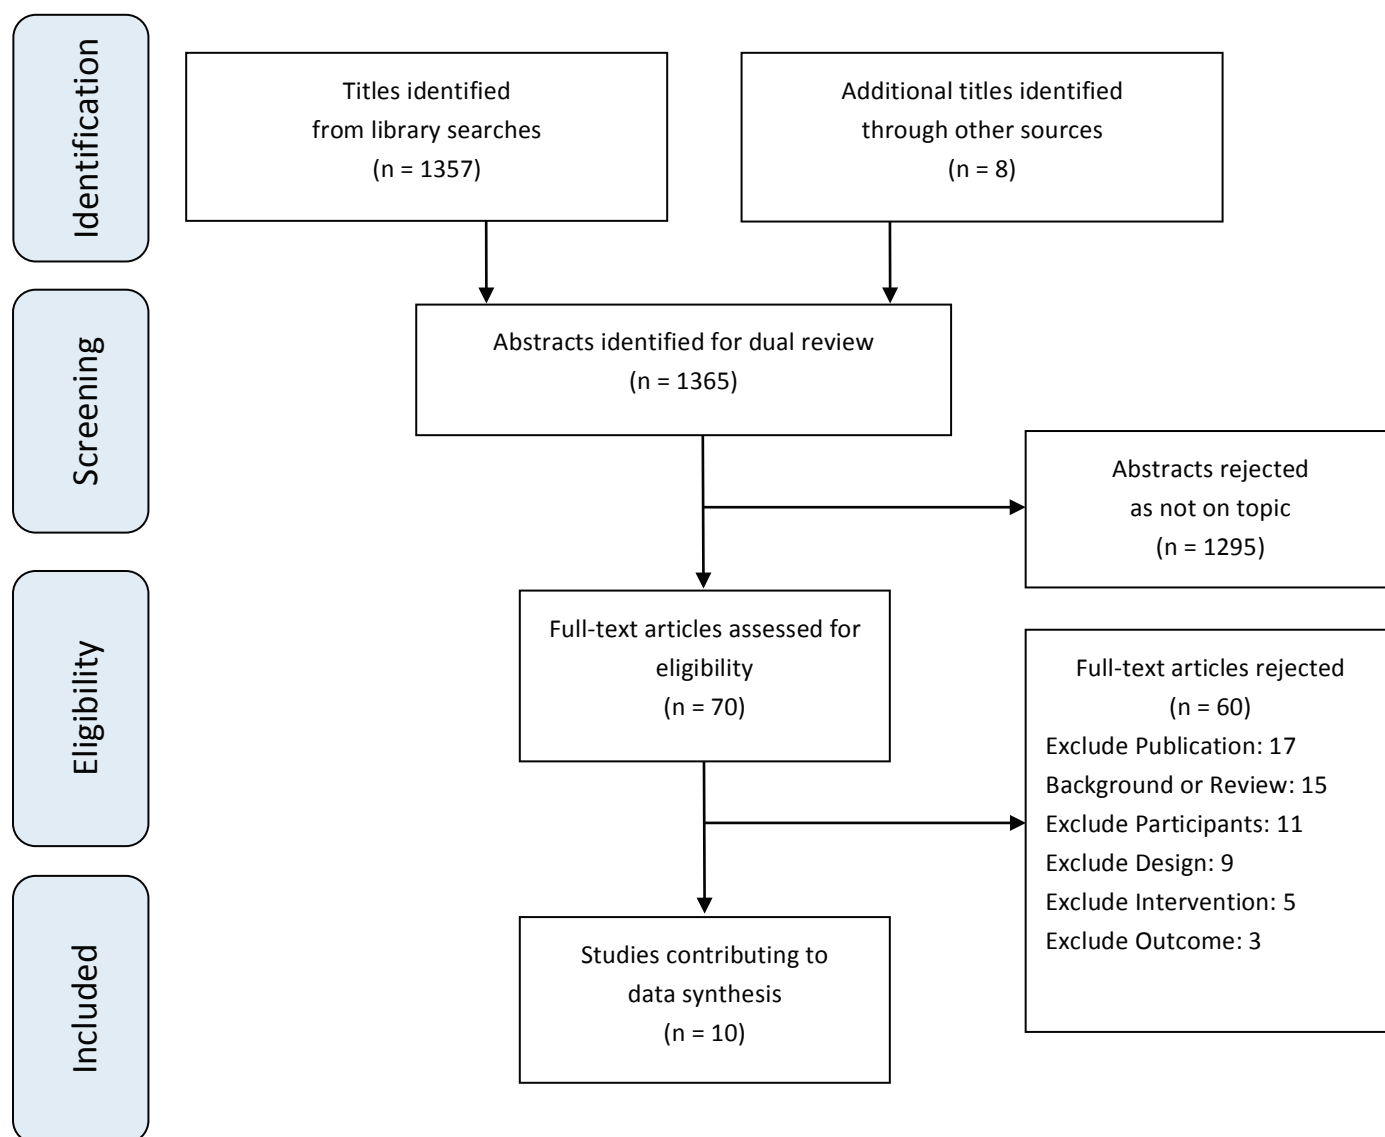 Identification
Titles identified
from library searches
(n = 1357)
Additional titles identified
through other sources
(n = 8)
Screening
Abstracts identified for dual review
(n = 1365)
Abstracts rejected
as not on topic
(n = 1295)
Eligibility
Full-text articles assessed for
eligibility
(n = 70)
Full-text articles rejected
(n = 60)
Exclude Publication: 17
Background or Review: 15
Exclude Participants: 11
Exclude Design: 9
Exclude Intervention: 5
Exclude Outcome: 3
Included
Studies contributing to
data synthesis
(n = 10)